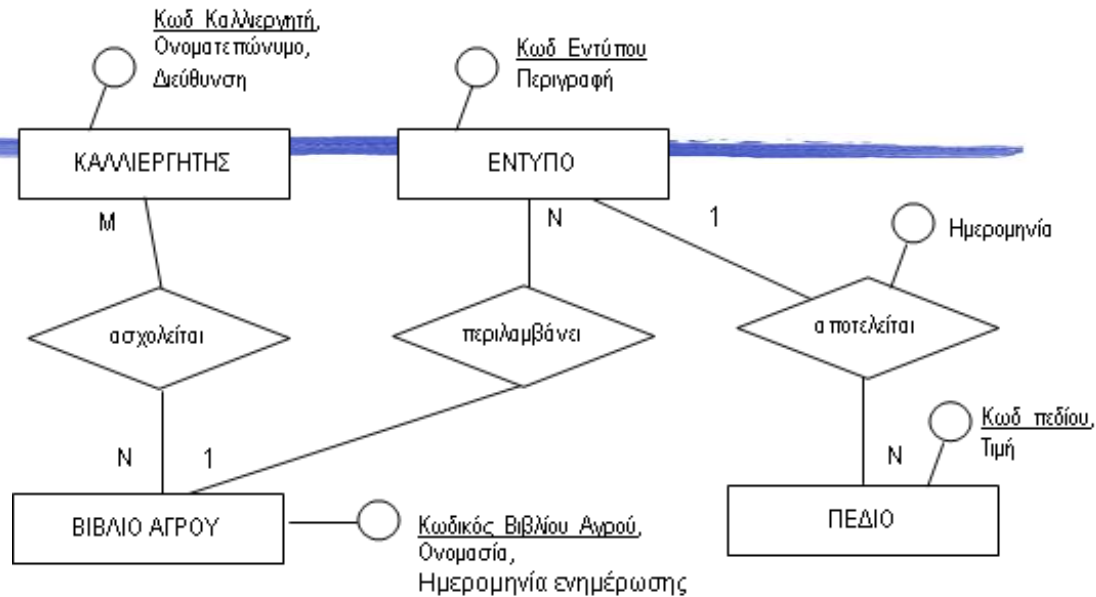 Κωδ Καλλιεργητή,
Ονοματεπώνυμο,
Διεύθυνση
Κωδ Εντύπου
Περιγραφή
ΚΑΛΛΙΕΡΓΗΤΗΣ
ΕΝΤΥΠΟ
M
N
1
Ημερομηνία
ασχολείται
περιλαμβάνει
αποτελείται
N
1
N
Κωδ πεδίου,
Τιμή
ΒΙΒΛΙΟ ΑΓΡΟΥ
ΠΕΔΙΟ
Κωδικός Βιβλίου Αγρού,
Ονομασία,
Ημερομηνία ενημέρωσης